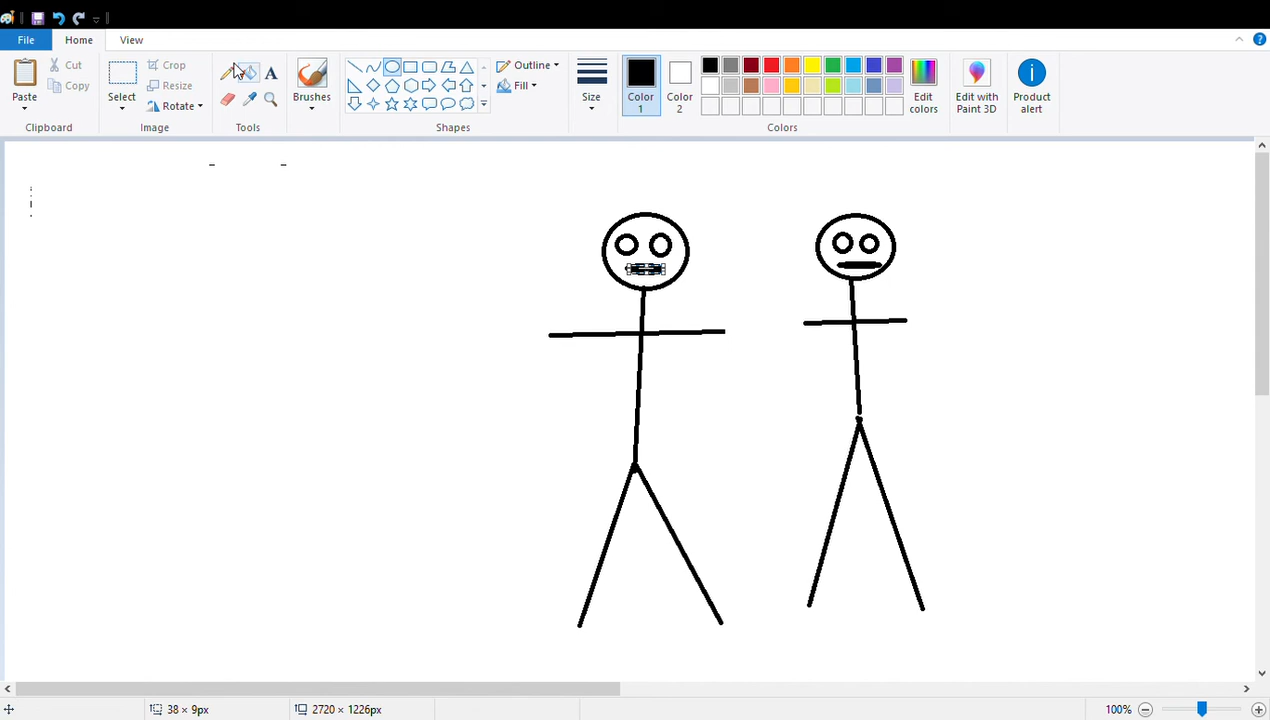 File Home View
Paste Cut Copy Clipboard
Select Crop Resize Rotate Image
A Tools
Brushes
Outline Fill Shapes
Size
Color 1 Color 2 Edit colors Colors
Edit with Paint 3D
Product alert
38 × 9px 2720 × 1226px 100%